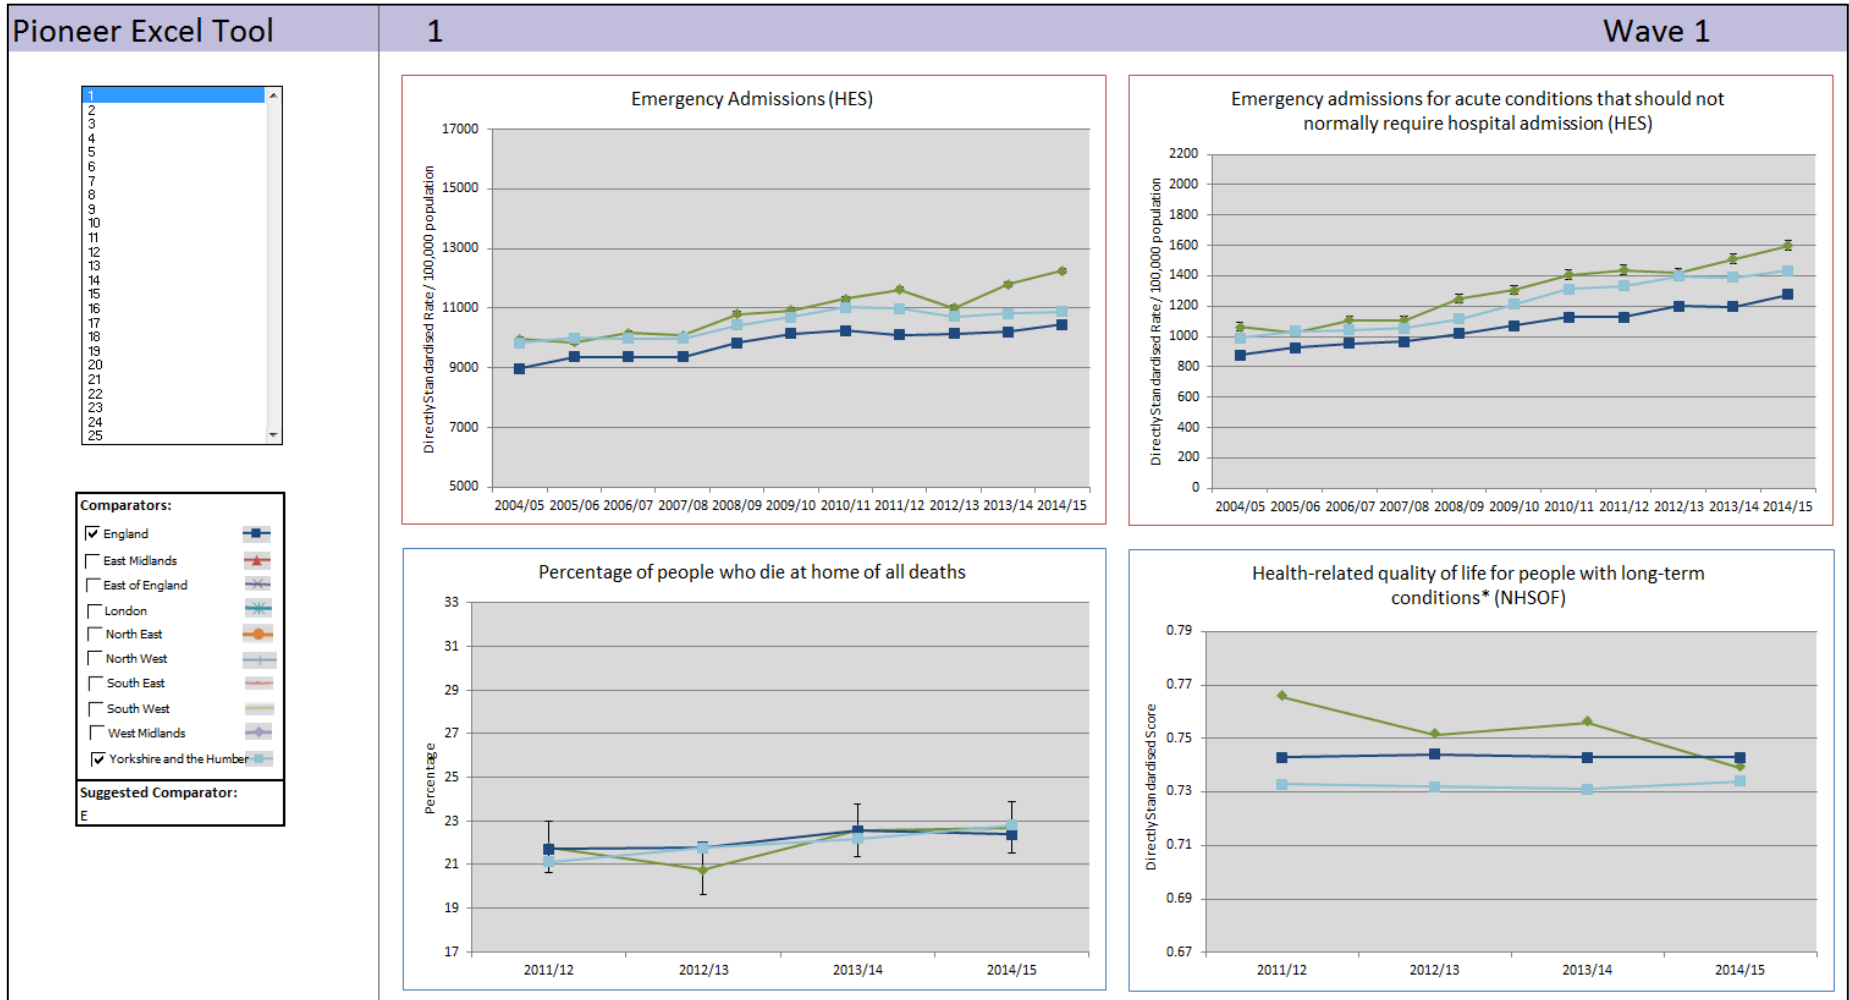 Pioneer Excel Tool
1
Wave 1
1
2
3
4
5
6
7
8
9
10
11
12
13
14
15
16
17
18
19
20
21
22
23
24
25
Comparators:
England
East Midlands
East of England
London
North East
North West
South East
South West
West Midlands
Yorkshire and the Humber
Suggested Comparator:
E
Emergency Admissions (HES)
Directly Standardised Rate / 100,000 population
17000
15000
13000
11000
9000
7000
5000
2004/05 2005/06 2006/07 2007/08 2008/09 2009/10 2010/11 2011/12 2012/13 2013/14 2014/15
Emergency admissions for acute conditions that should not
normally require hospital admission (HES)
Directly Standardised Rate / 100,000 population
2200
2000
1800
1600
1400
1200
1000
800
600
400
200
0
2004/05 2005/06 2006/07 2007/08 2008/09 2009/10 2010/11 2011/12 2012/13 2013/14 2014/15
Percentage of people who die at home of all deaths
Percentage
33
31
29
27
25
23
21
19
17
2011/12 2012/13 2013/14 2014/15
Health-related quality of life for people with long-term
conditions* (NHSOF)
Directly Standardised Score
0.79
0.77
0.75
0.73
0.71
0.69
0.67
2011/12 2012/13 2013/14 2014/15